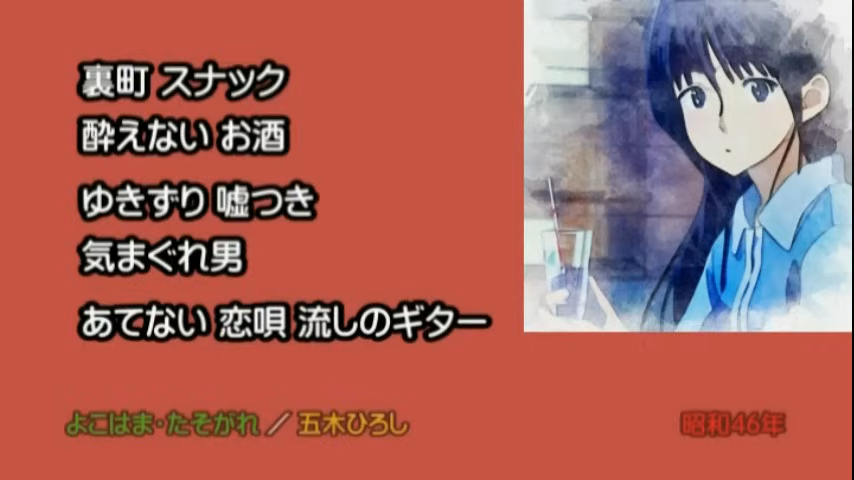 裏町 スナック
酔えない お酒
ゆきずり 嘘つき
気まぐれ男
あてない 恋唄 流しのギター
よこはま・たそがれ ／ 五木ひろし
昭和46年